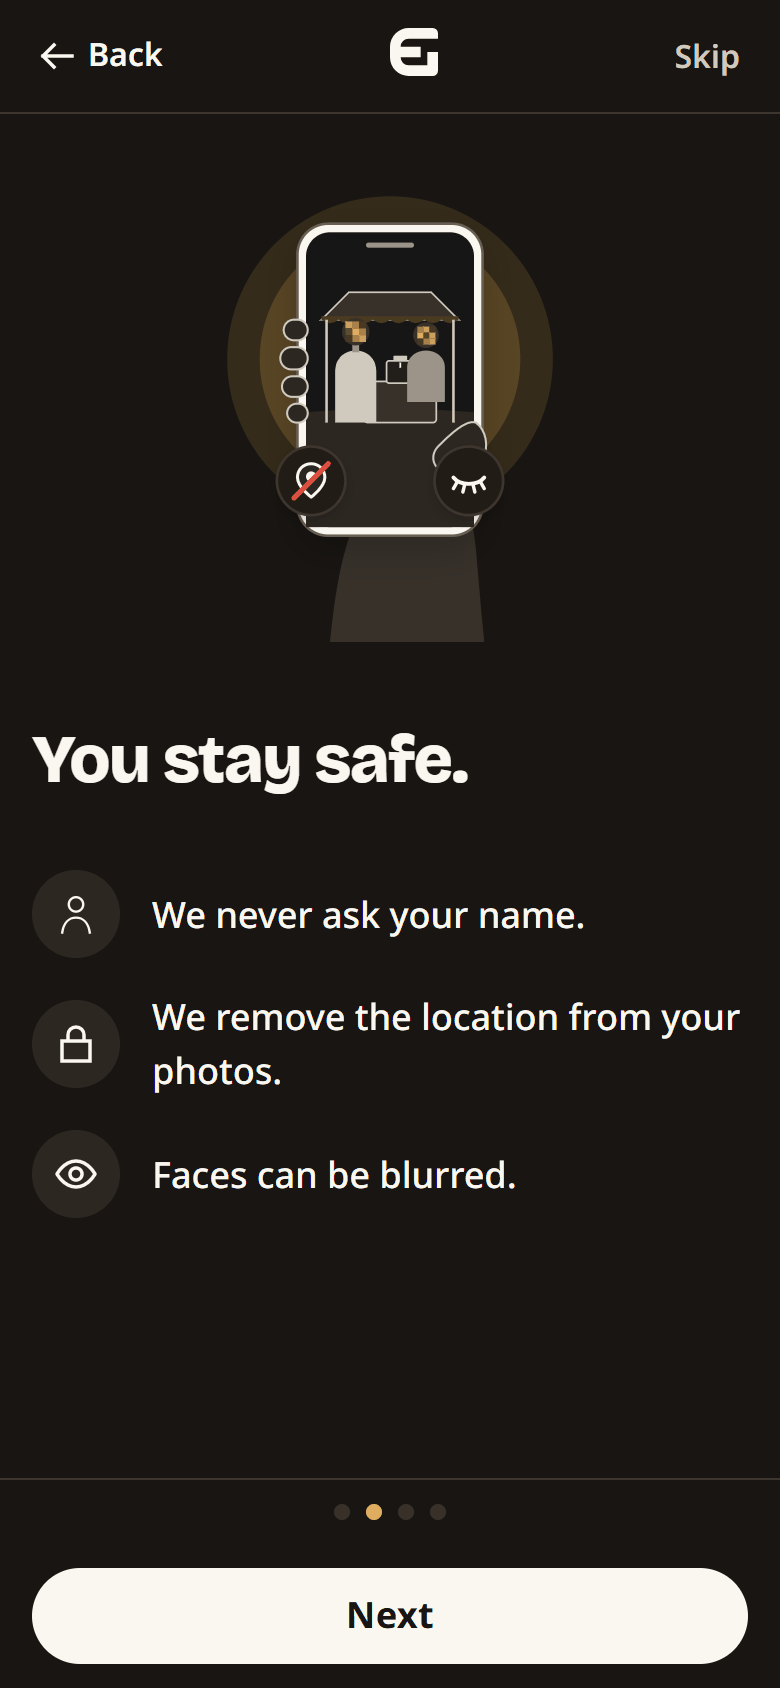 Back
Skip
You stay safe.
We never ask your name.
We remove the location from your
photos.
Faces can be blurred.
Next